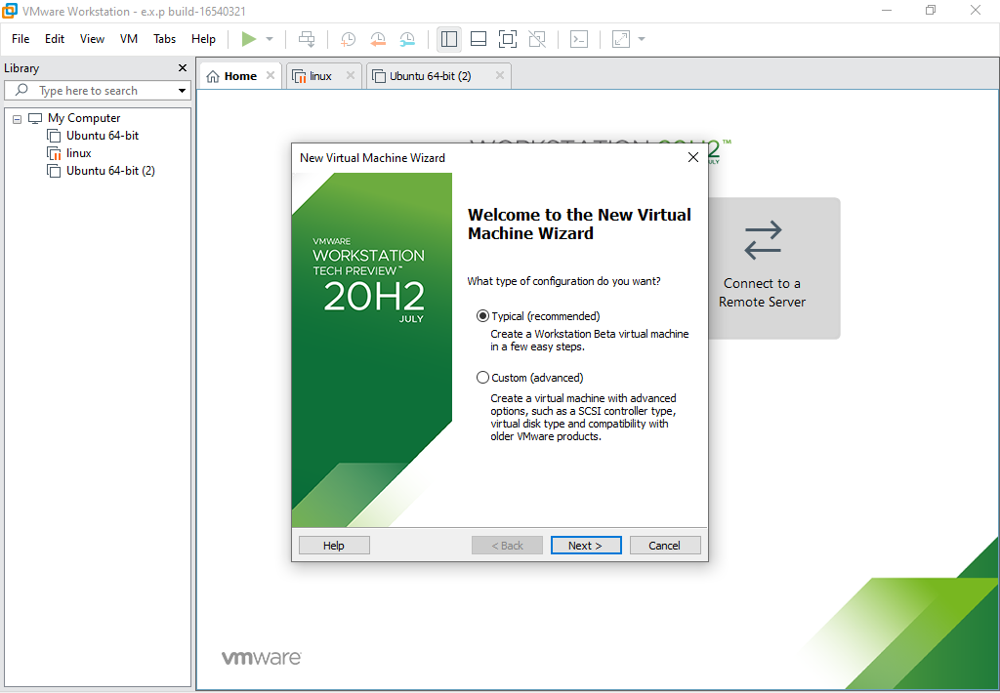 VMware Workstation - e.x.p build-16540321
File Edit View VM Tabs Help
Library
Type here to search
My Computer
Ubuntu 64-bit
linux
Ubuntu 64-bit (2)
Home
linux
Ubuntu 64-bit (2)
WORKSTATION 20H2™
JULY
New Virtual Machine Wizard
VMWARE
WORKSTATION
TECH PREVIEW™
20H2
JULY
Welcome to the New Virtual
Machine Wizard
What type of configuration do you want?
Typical (recommended)
Create a Workstation Beta virtual machine
in a few easy steps.
Custom (advanced)
Create a virtual machine with advanced
options, such as a SCSI controller type,
virtual disk type and compatibility with
older VMware products.
Connect to a
Remote Server
Help < Back Next > Cancel
vmware